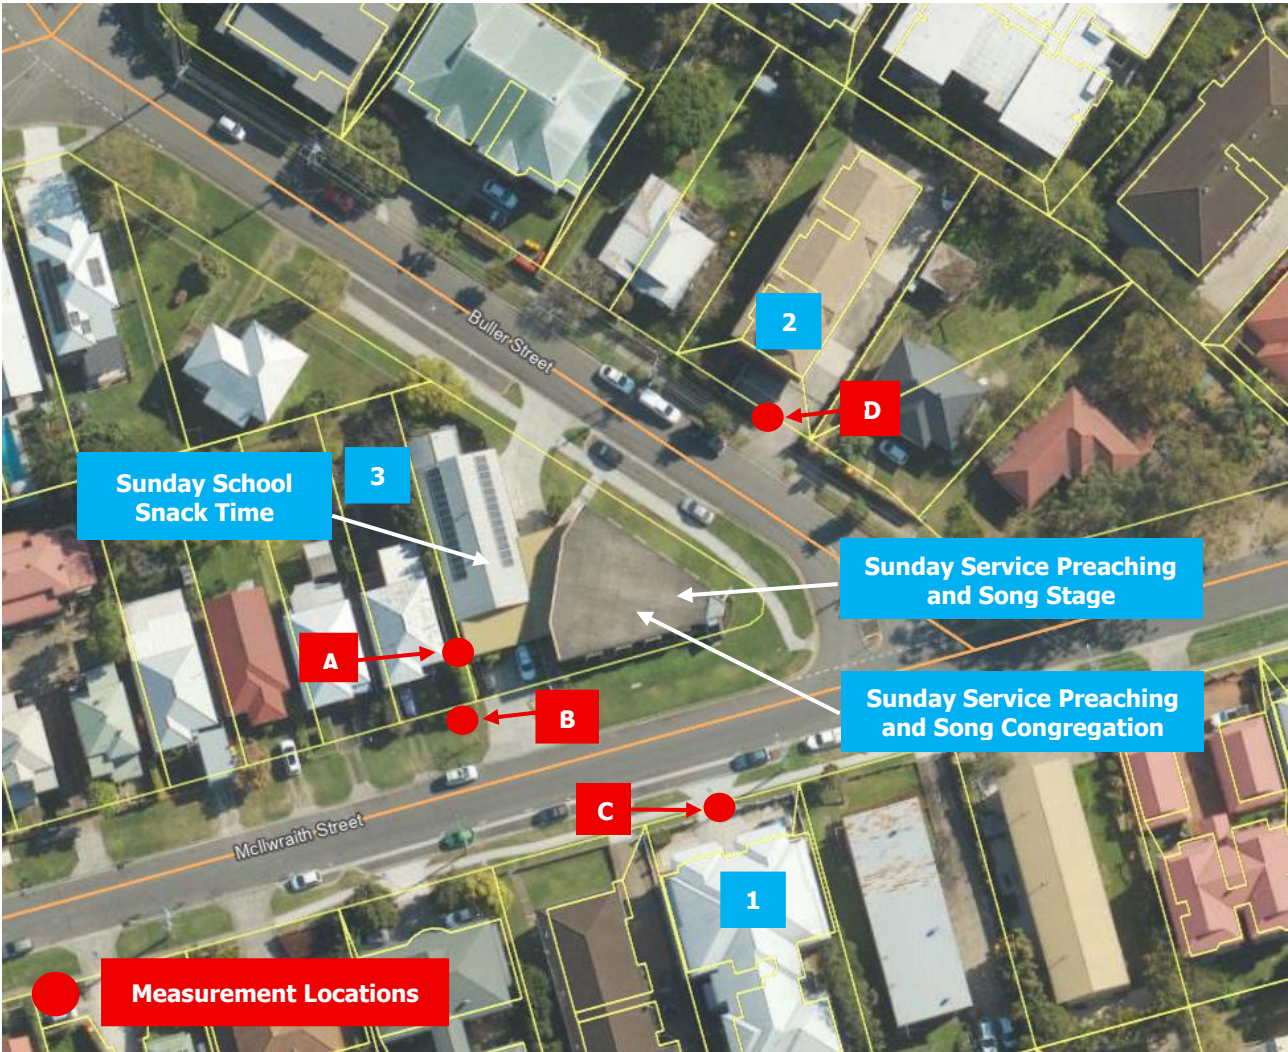 Buller Street
2
D
3
Sunday School
Snack Time
Sunday Service Preaching
and Song Stage
A
B
Sunday Service Preaching
and Song Congregation
C
McIlwraith Street
1
Measurement Locations